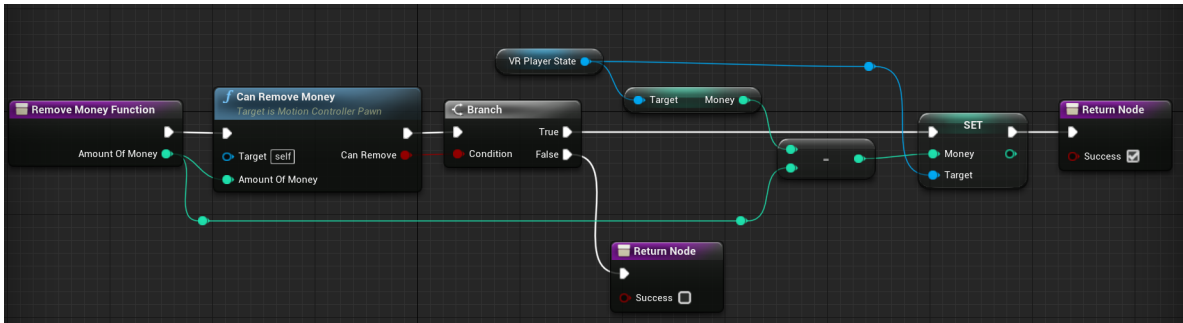 Remove Money Function
Amount Of Money
f Can Remove Money
Target is Motion Controller Pawn
Target self
Can Remove
Amount Of Money
Branch
True
Condition
False
VR Player State
Target Money
-
SET
Money
Target
Return Node
Success
Return Node
Success